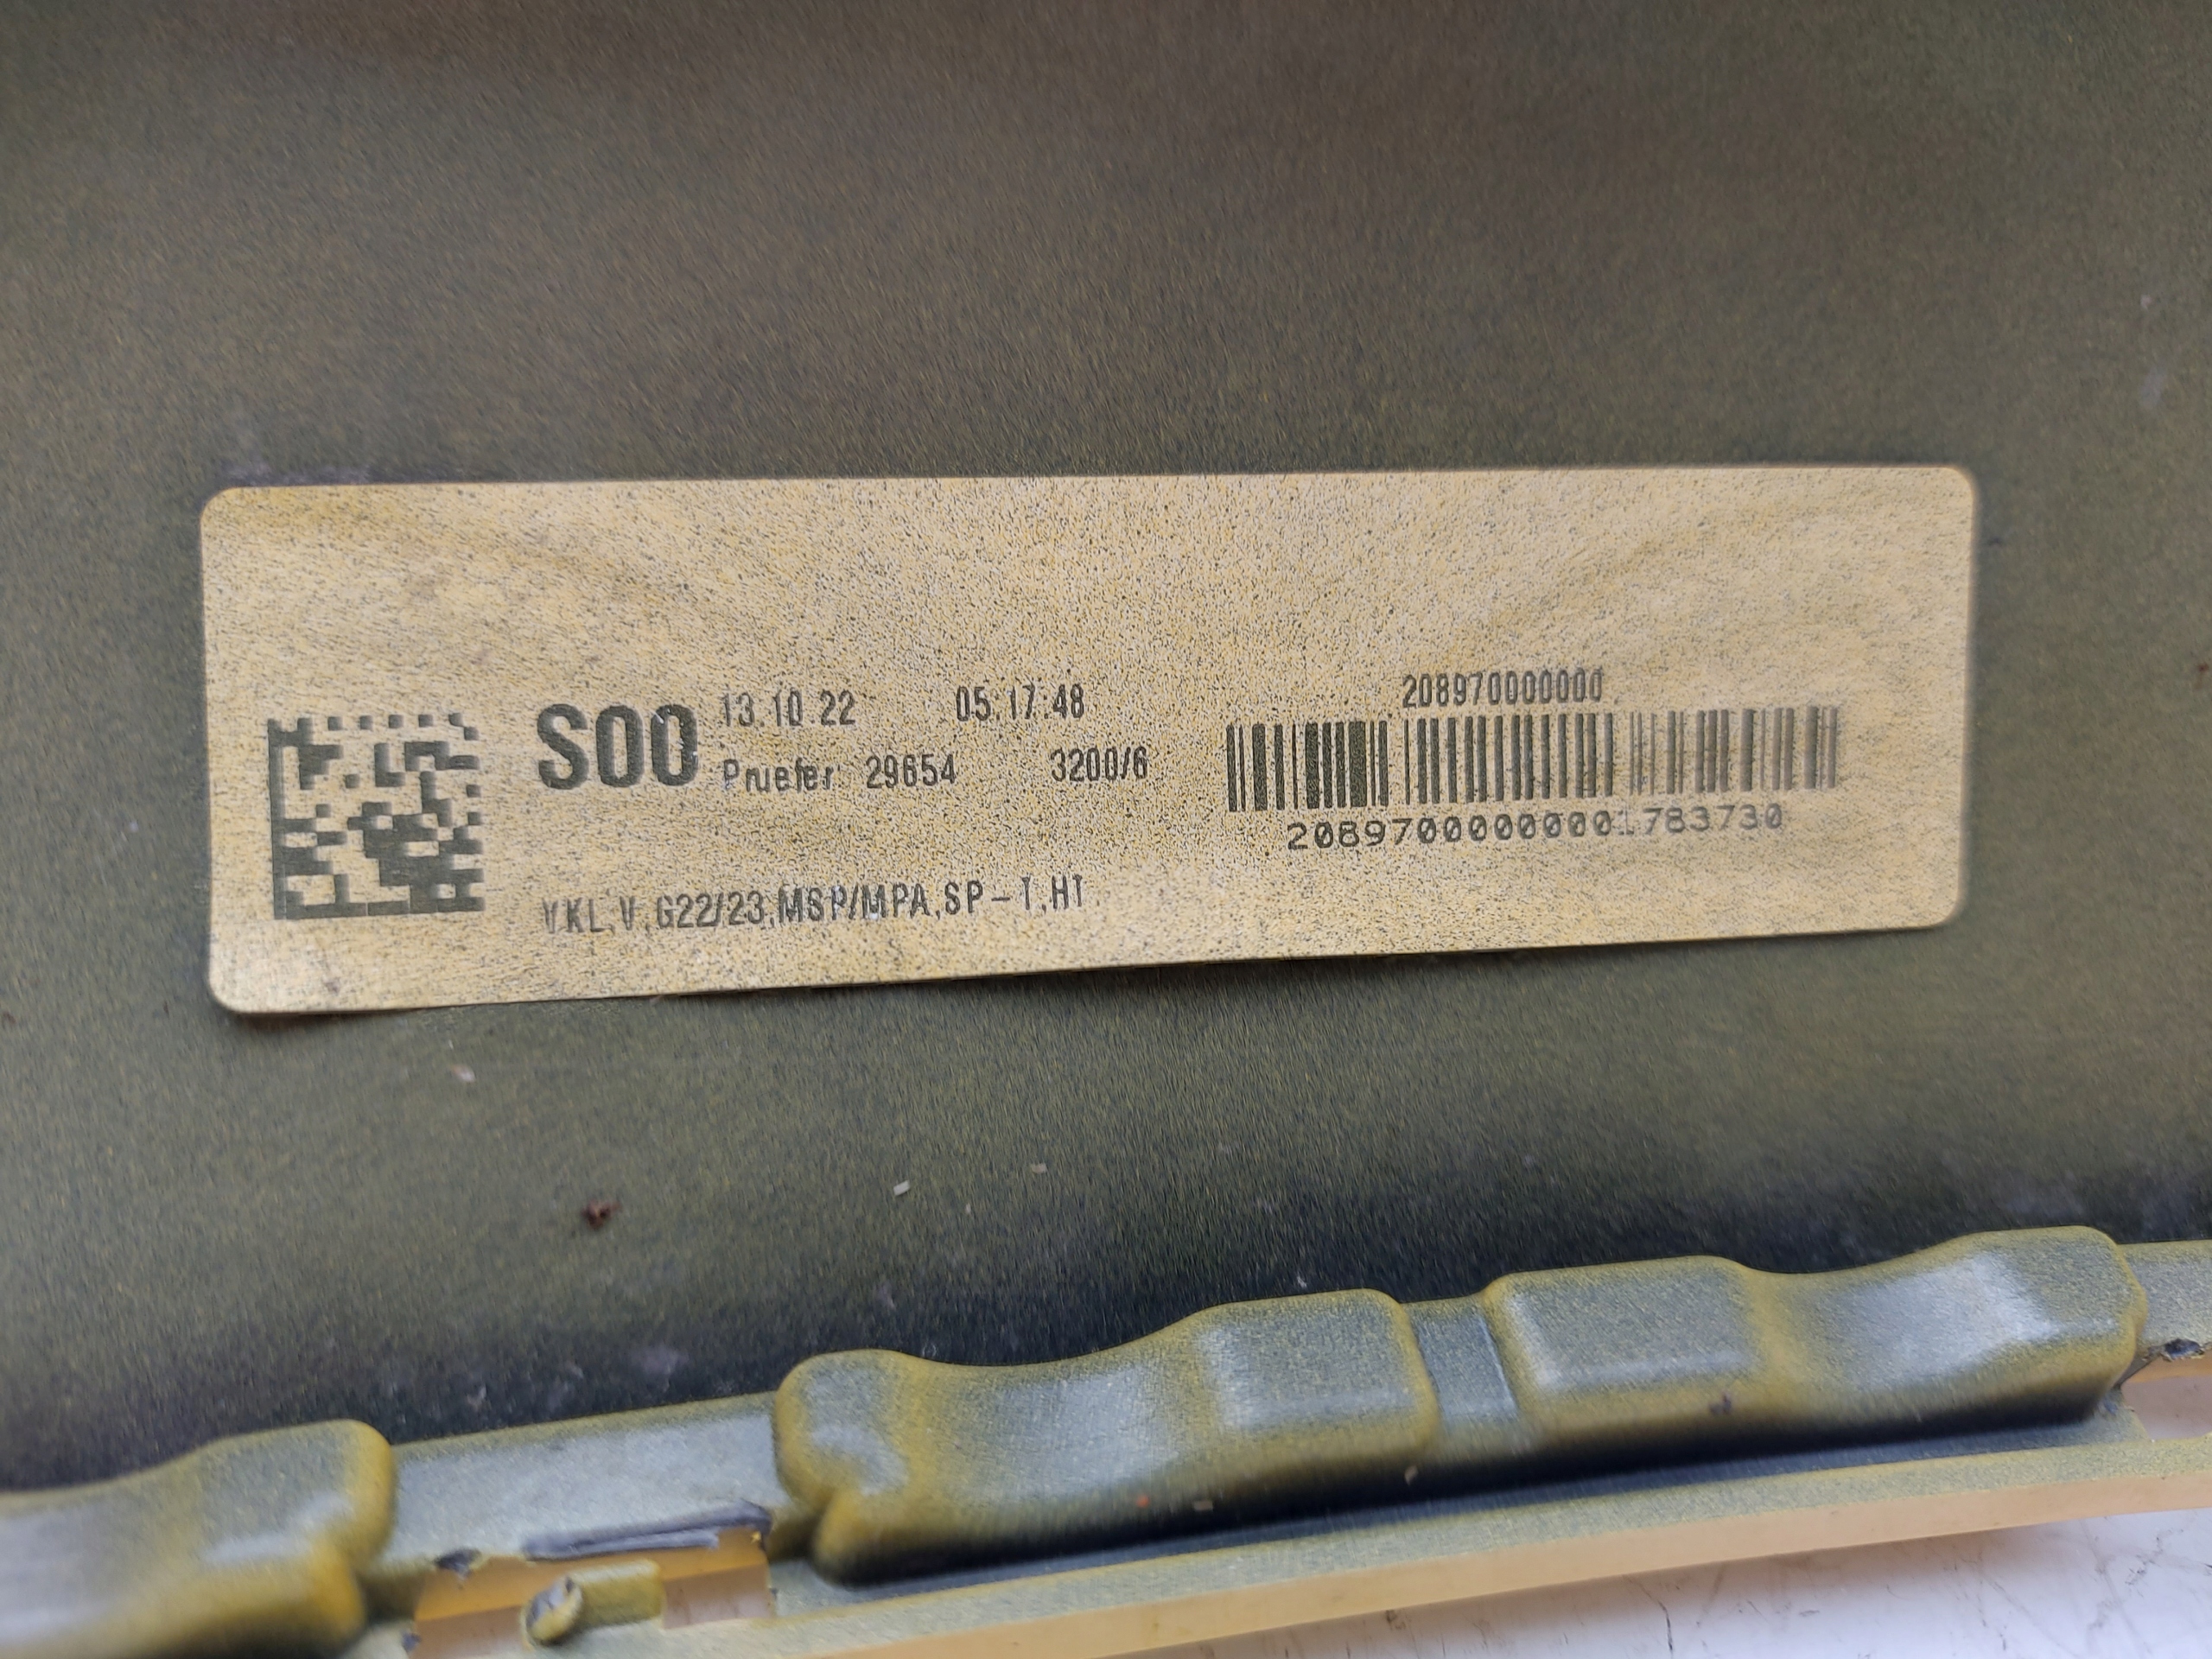 S00 13.10.22 05:17:48
Pruefer: 29654 3200/6
208970000000
20897000000001783730
VKL,V,G22/23,MSP/MPA,SP-T,HT